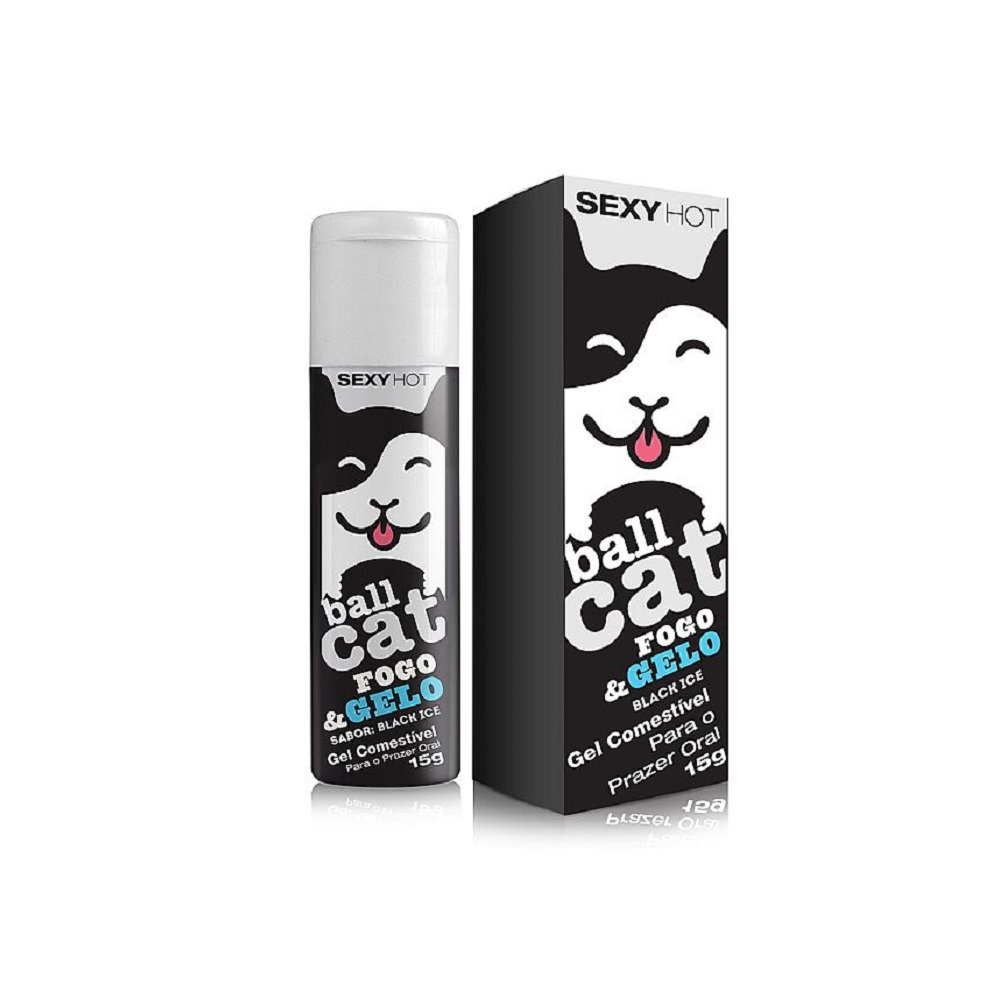 SEXY HOT
ball
cat
FOGO
& GELO
SABOR: BLACK ICE
Gel Comestível
Para o Prazer Oral
15g
SEXY HOT
ball
cat
FOGO
& GELO
BLACK ICE
Gel Comestível
Para o
Prazer Oral
15g